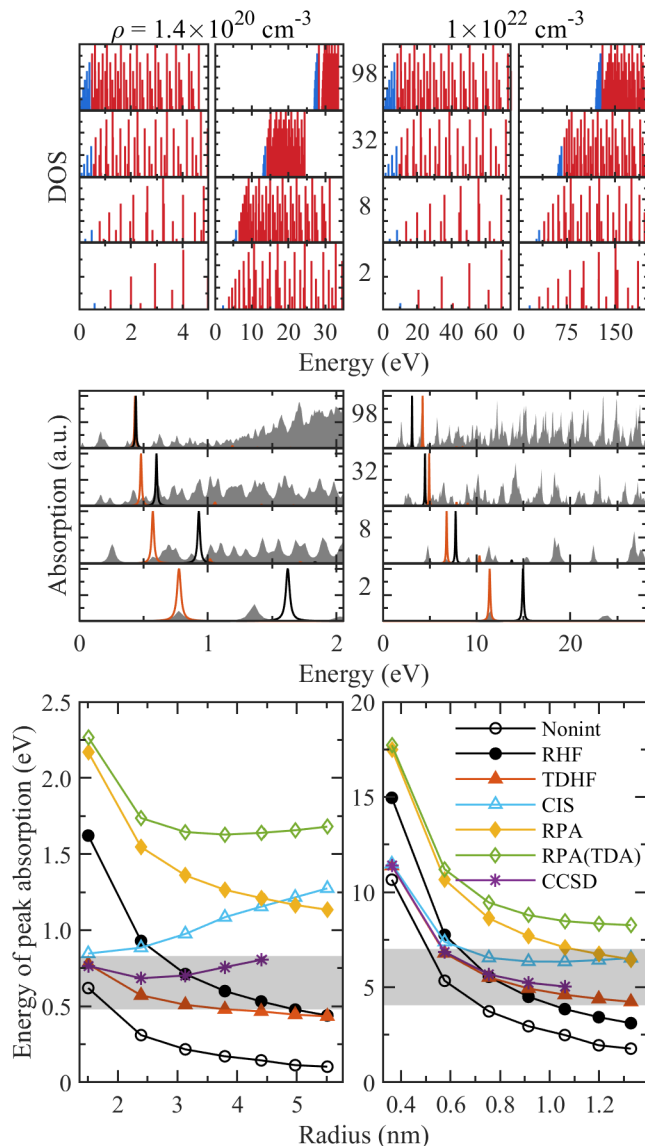 ρ = 1.4×10²⁰ cm⁻³ 1×10²² cm⁻³
98
32
8
2
DOS
0 2 4 0 10 20 30 0 20 40 60 0 75 150
Energy (eV) Energy (eV)
98
32
8
2
Absorption (a.u.)
0 1 2 0 10 20
Energy (eV) Energy (eV)
2.5 20
2.0 15
1.5 10
1.0 5
0.5 0
0
Energy of peak absorption (eV)
Nonint
RHF
TDHF
CIS
RPA
RPA(TDA)
CCSD
2 3 4 5 0.4 0.6 0.8 1.0 1.2
Radius (nm)